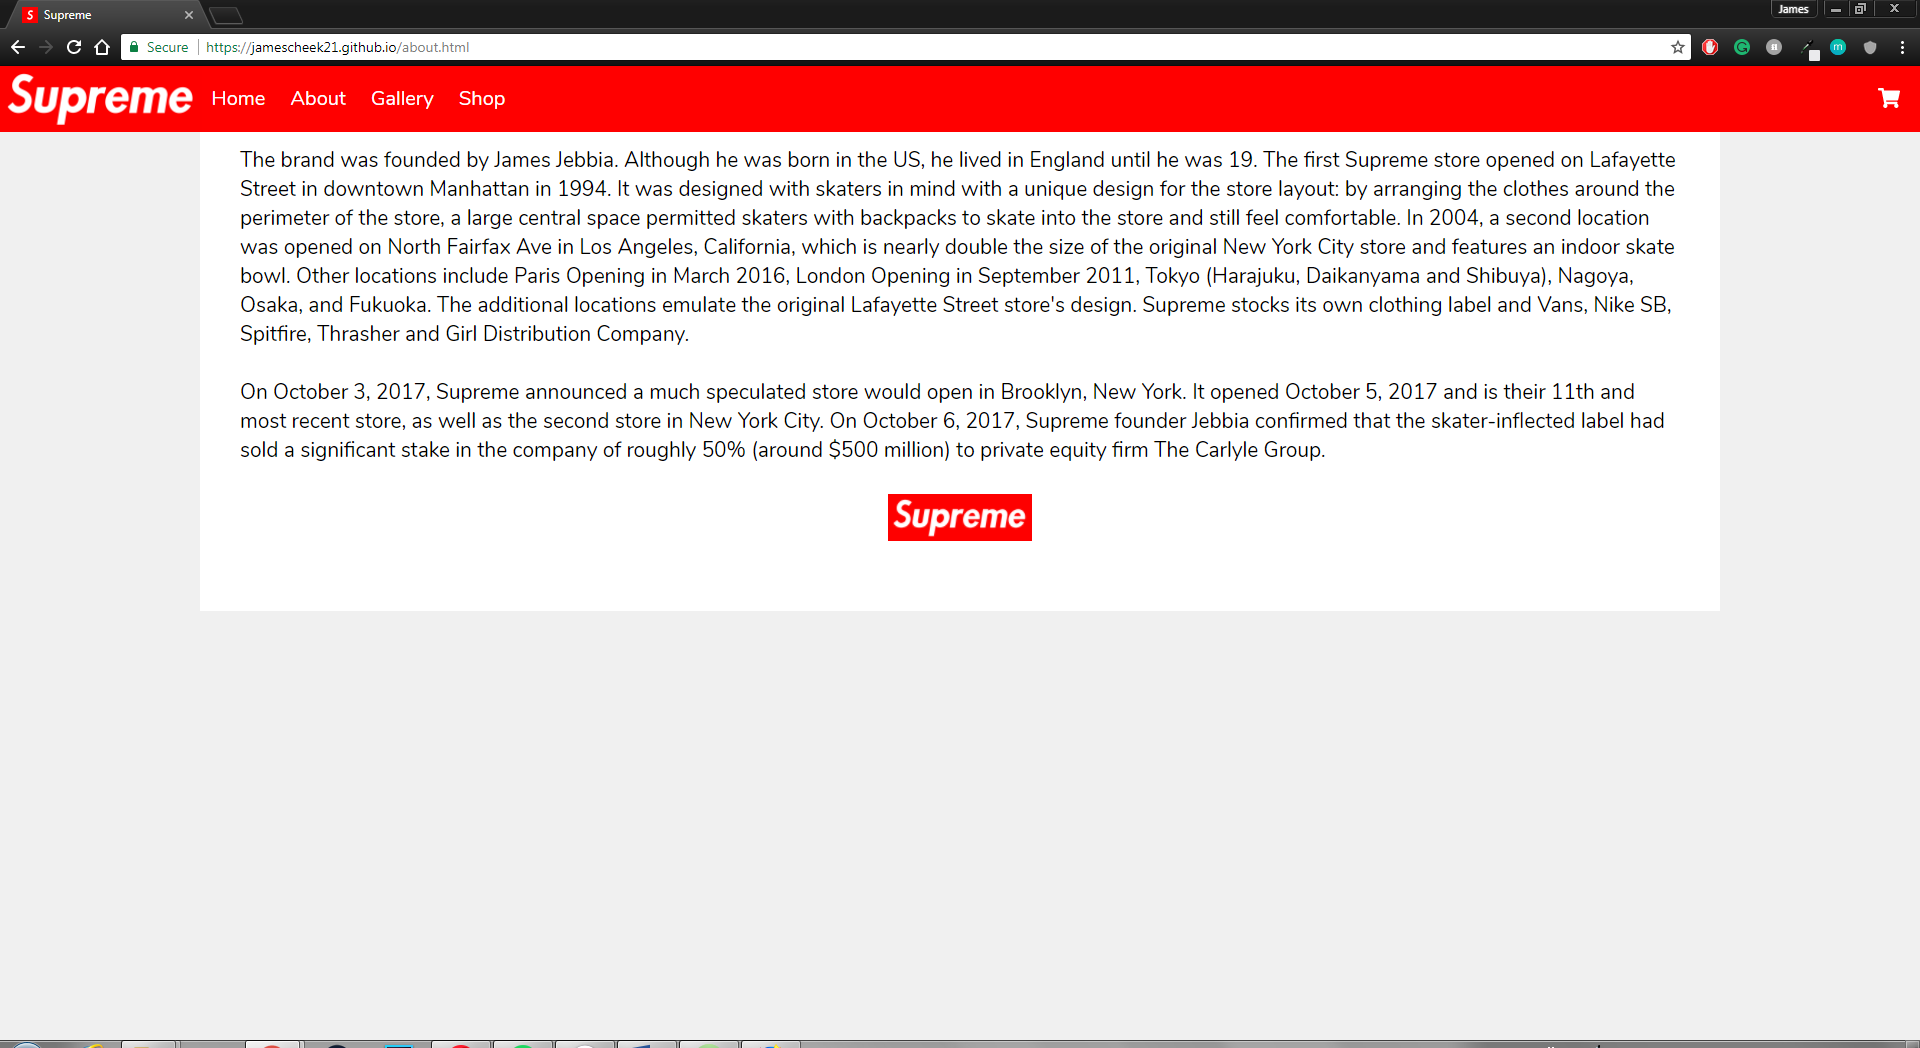 Supreme
James
Secure
https://jamescheek21.github.io/about.html
Supreme Home About Gallery Shop
The brand was founded by James Jebbia. Although he was born in the US, he lived in England until he was 19. The first Supreme store opened on Lafayette
Street in downtown Manhattan in 1994. It was designed with skaters in mind with a unique design for the store layout: by arranging the clothes around the
perimeter of the store, a large central space permitted skaters with backpacks to skate into the store and still feel comfortable. In 2004, a second location
was opened on North Fairfax Ave in Los Angeles, California, which is nearly double the size of the original New York City store and features an indoor skate
bowl. Other locations include Paris Opening in March 2016, London Opening in September 2011, Tokyo (Harajuku, Daikanyama and Shibuya), Nagoya,
Osaka, and Fukuoka. The additional locations emulate the original Lafayette Street store's design. Supreme stocks its own clothing label and Vans, Nike SB,
Spitfire, Thrasher and Girl Distribution Company.
On October 3, 2017, Supreme announced a much speculated store would open in Brooklyn, New York. It opened October 5, 2017 and is their 11th and
most recent store, as well as the second store in New York City. On October 6, 2017, Supreme founder Jebbia confirmed that the skater-inflected label had
sold a significant stake in the company of roughly 50% (around $500 million) to private equity firm The Carlyle Group.
Supreme